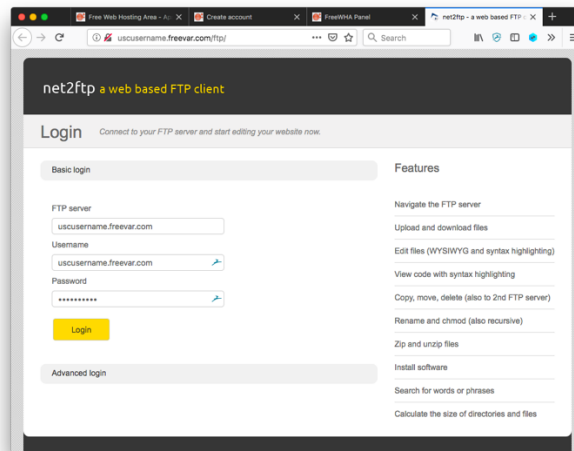 Free Web Hosting Area - Ap
Create account
FreeWHA Panel
net2ftp - a web based FTP c
uscusername.freevar.com/ftp/
Search
net2ftp a web based FTP client
Login
Connect to your FTP server and start editing your website now.
Basic login
FTP server
uscusername.freevar.com
Username
uscusername.freevar.com
Password
••••••••••
Login
Advanced login
Features
Navigate the FTP server
Upload and download files
Edit files (WYSIWYG and syntax highlighting)
View code with syntax highlighting
Copy, move, delete (also to 2nd FTP server)
Rename and chmod (also recursive)
Zip and unzip files
Install software
Search for words or phrases
Calculate the size of directories and files